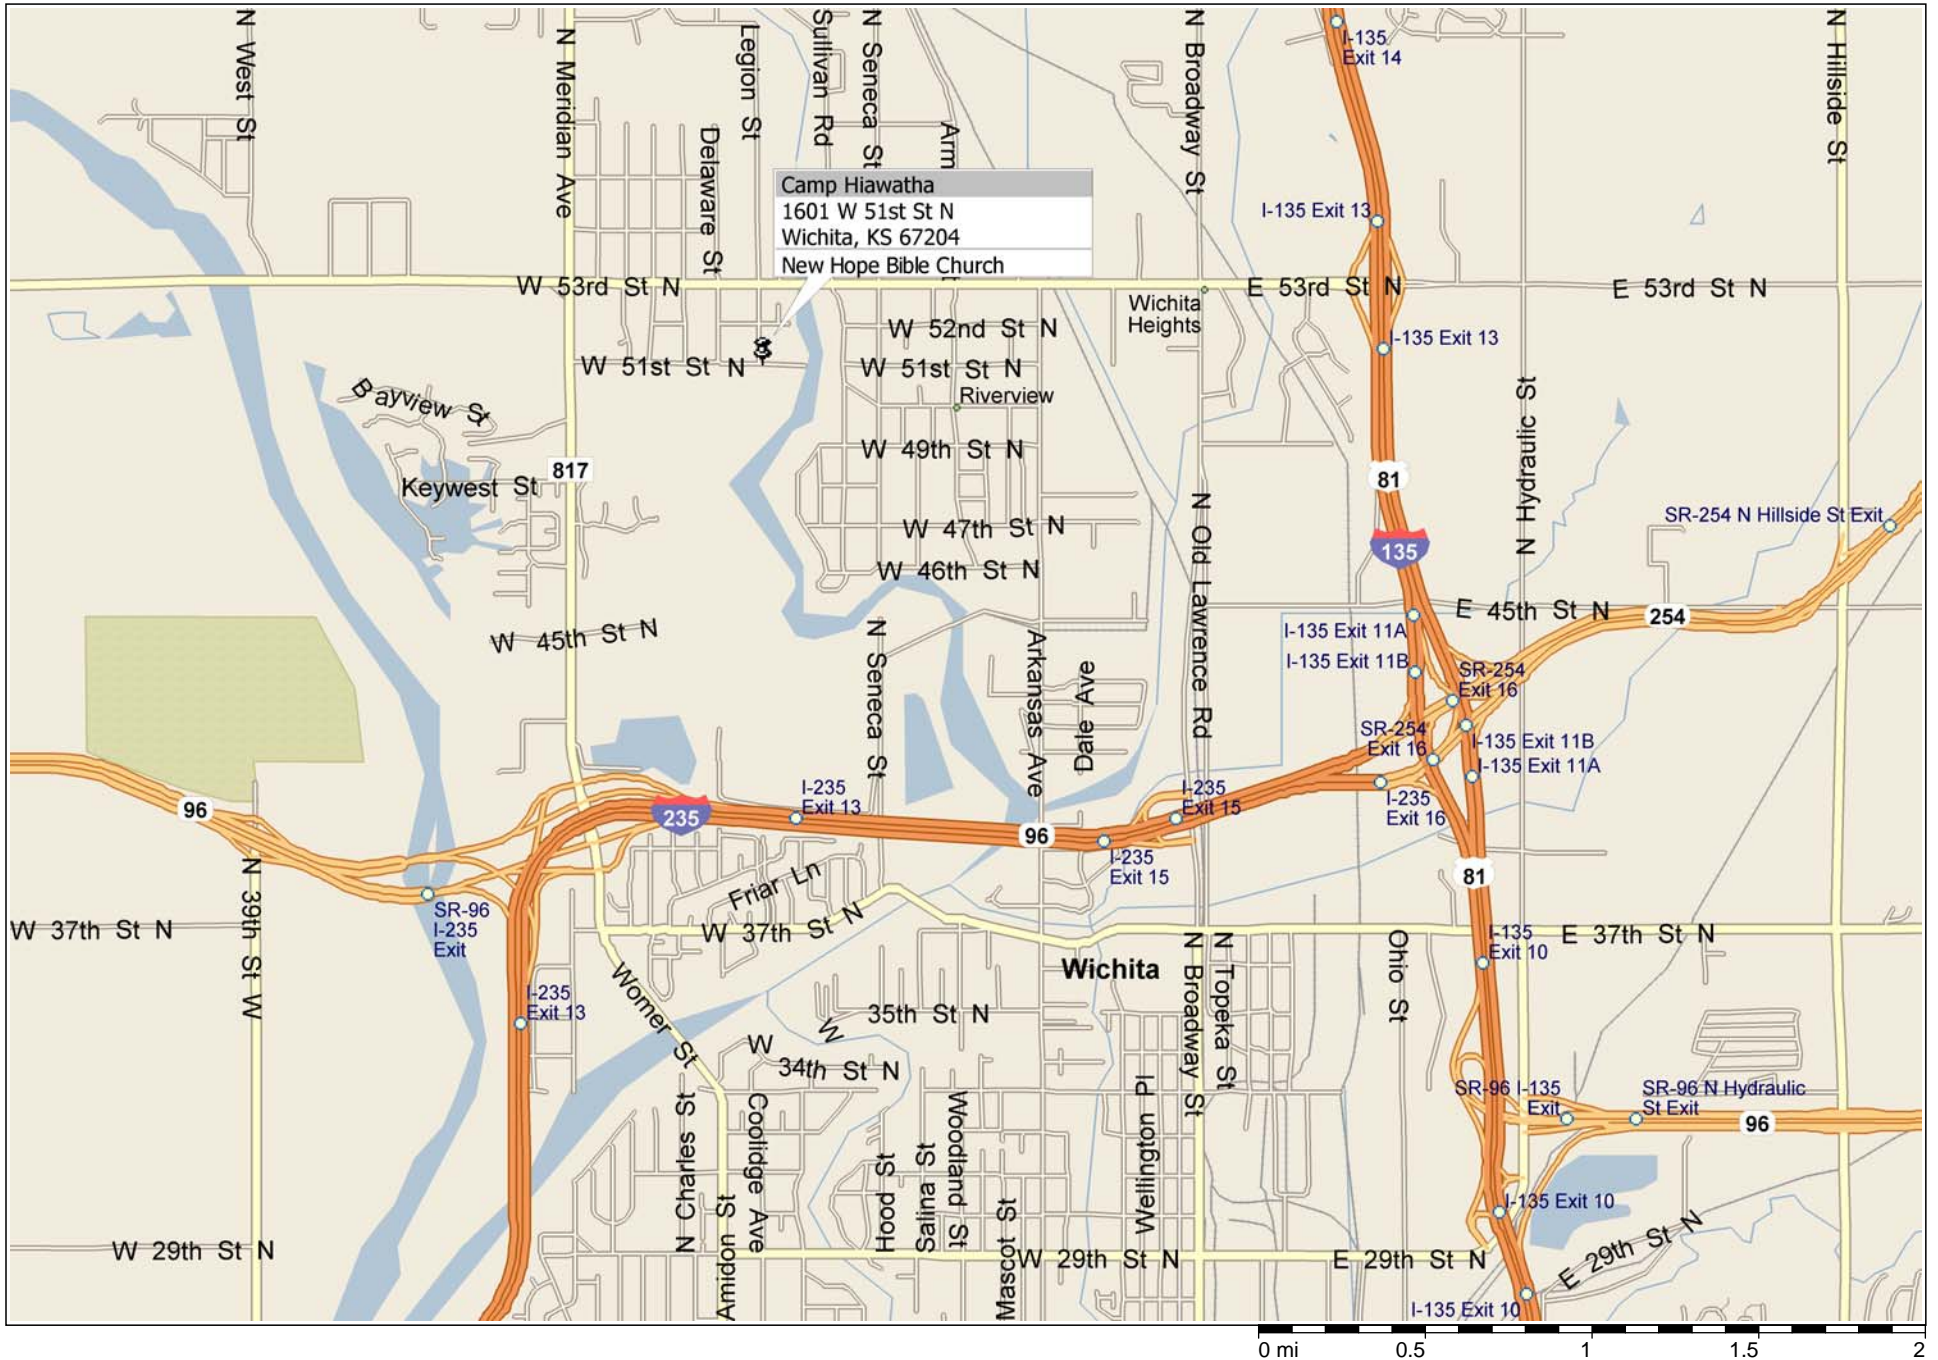 N West St
N Meridian Ave
Legion St
Sullivan Rd
N Seneca St
Delaware St
Arm
N Broadway St
I-135
Exit 14
N Hillside St
Camp Hiawatha
1601 W 51st St N
Wichita, KS 67204
New Hope Bible Church
I-135 Exit 13
W 53rd St N
E 53rd St N
E 53rd St N
Wichita
Heights
W 52nd St N
I-135 Exit 13
W 51st St N
W 51st St N
Riverview
Bayview St
W 49th St N
817
Keywest St
81
N Hydraulic St
SR-254 N Hillside St Exit
W 47th St N
N Old Lawrence Rd
135
W 46th St N
E 45th St N
254
W 45th St N
I-135 Exit 11A
I-135 Exit 11B
N Seneca St
Arkansas Ave
Dale Ave
SR-254
Exit 16
SR-254
Exit 16
I-135 Exit 11B
I-135 Exit 11A
96
235
I-235
Exit 13
I-235
Exit 15
I-235
Exit 16
96
I-235
Exit 15
81
N 39th St W
Friar Ln
SR-96
I-235
Exit
W 37th St N
W 37th St N
E 37th St N
I-135
Exit 10
Wichita
N Broadway St
N Topeka St
Ohio St
I-235
Exit 13
Womer St
35th St N
W
W
34th St N
SR-96 I-135
Exit
SR-96 N Hydraulic
St Exit
96
N Charles St
Coolidge Ave
Amidon St
Hood St
Salina St
Woodland St
Mascot St
Wellington Pl
I-135 Exit 10
W 29th St N
W 29th St N
E 29th St N
E 29th St N
I-135 Exit 10
0 mi 0.5 1 1.5 2